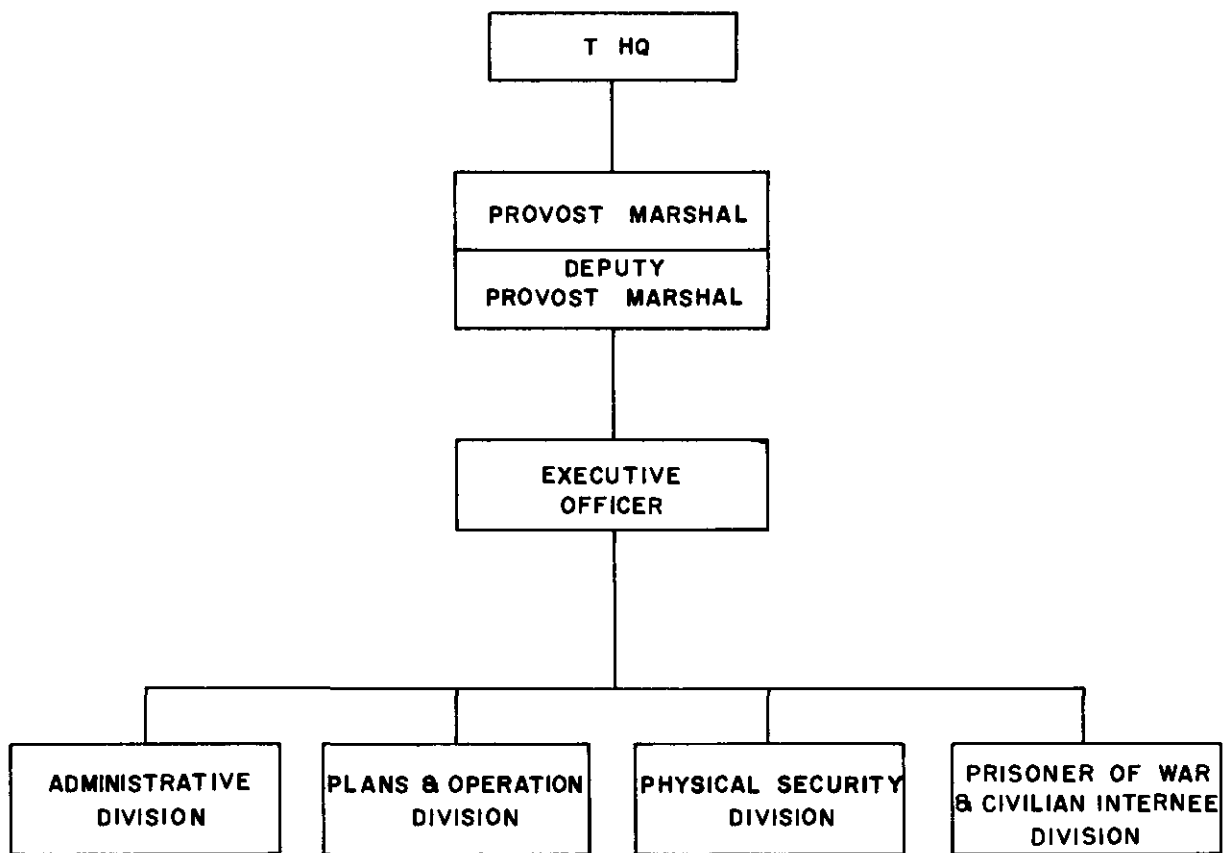 T HQ
PROVOST MARSHAL
DEPUTY
PROVOST MARSHAL
EXECUTIVE
OFFICER
ADMINISTRATIVE
DIVISION
PLANS & OPERATION
DIVISION
PHYSICAL SECURITY
DIVISION
PRISONER OF WAR
& CIVILIAN INTERNEE
DIVISION